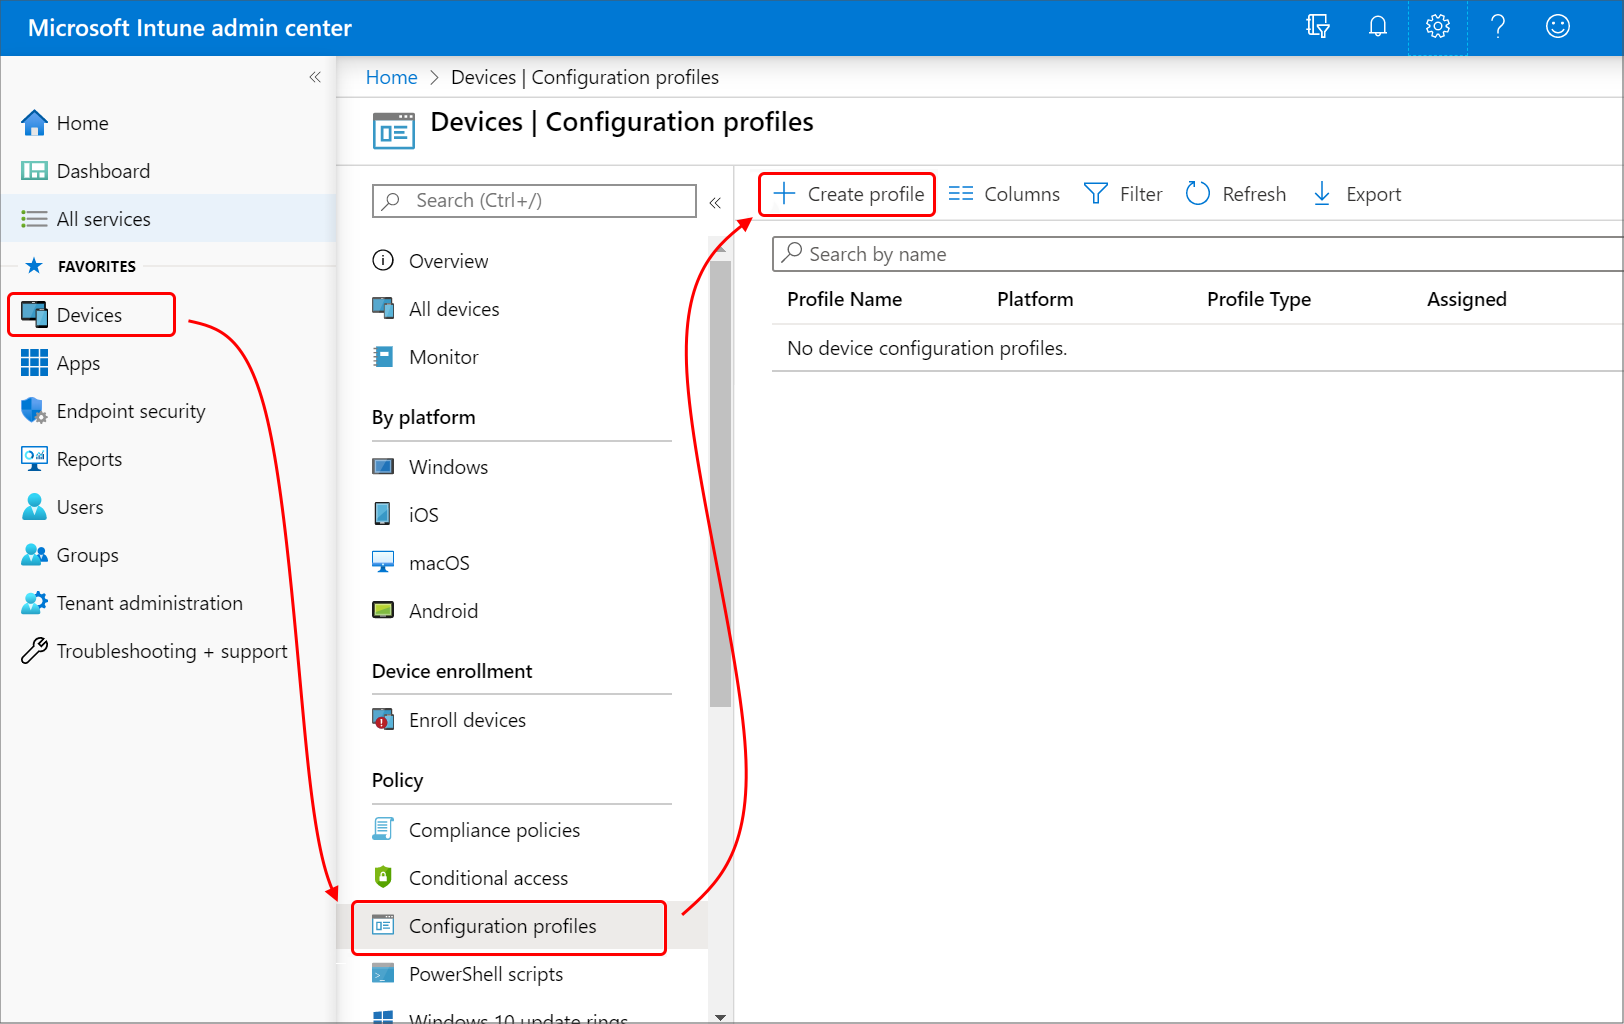 Microsoft Intune admin center
Home > Devices | Configuration profiles
Devices | Configuration profiles
Home
Dashboard
All services
FAVORITES
Devices
Apps
Endpoint security
Reports
Users
Groups
Tenant administration
Troubleshooting + support
Search (Ctrl+/)
Overview
All devices
Monitor
By platform
Windows
iOS
macOS
Android
Device enrollment
Enroll devices
Policy
Compliance policies
Conditional access
Configuration profiles
PowerShell scripts
Windows 10 update rings
Create profile Columns Filter Refresh Export
Search by name
Profile Name Platform Profile Type Assigned
No device configuration profiles.